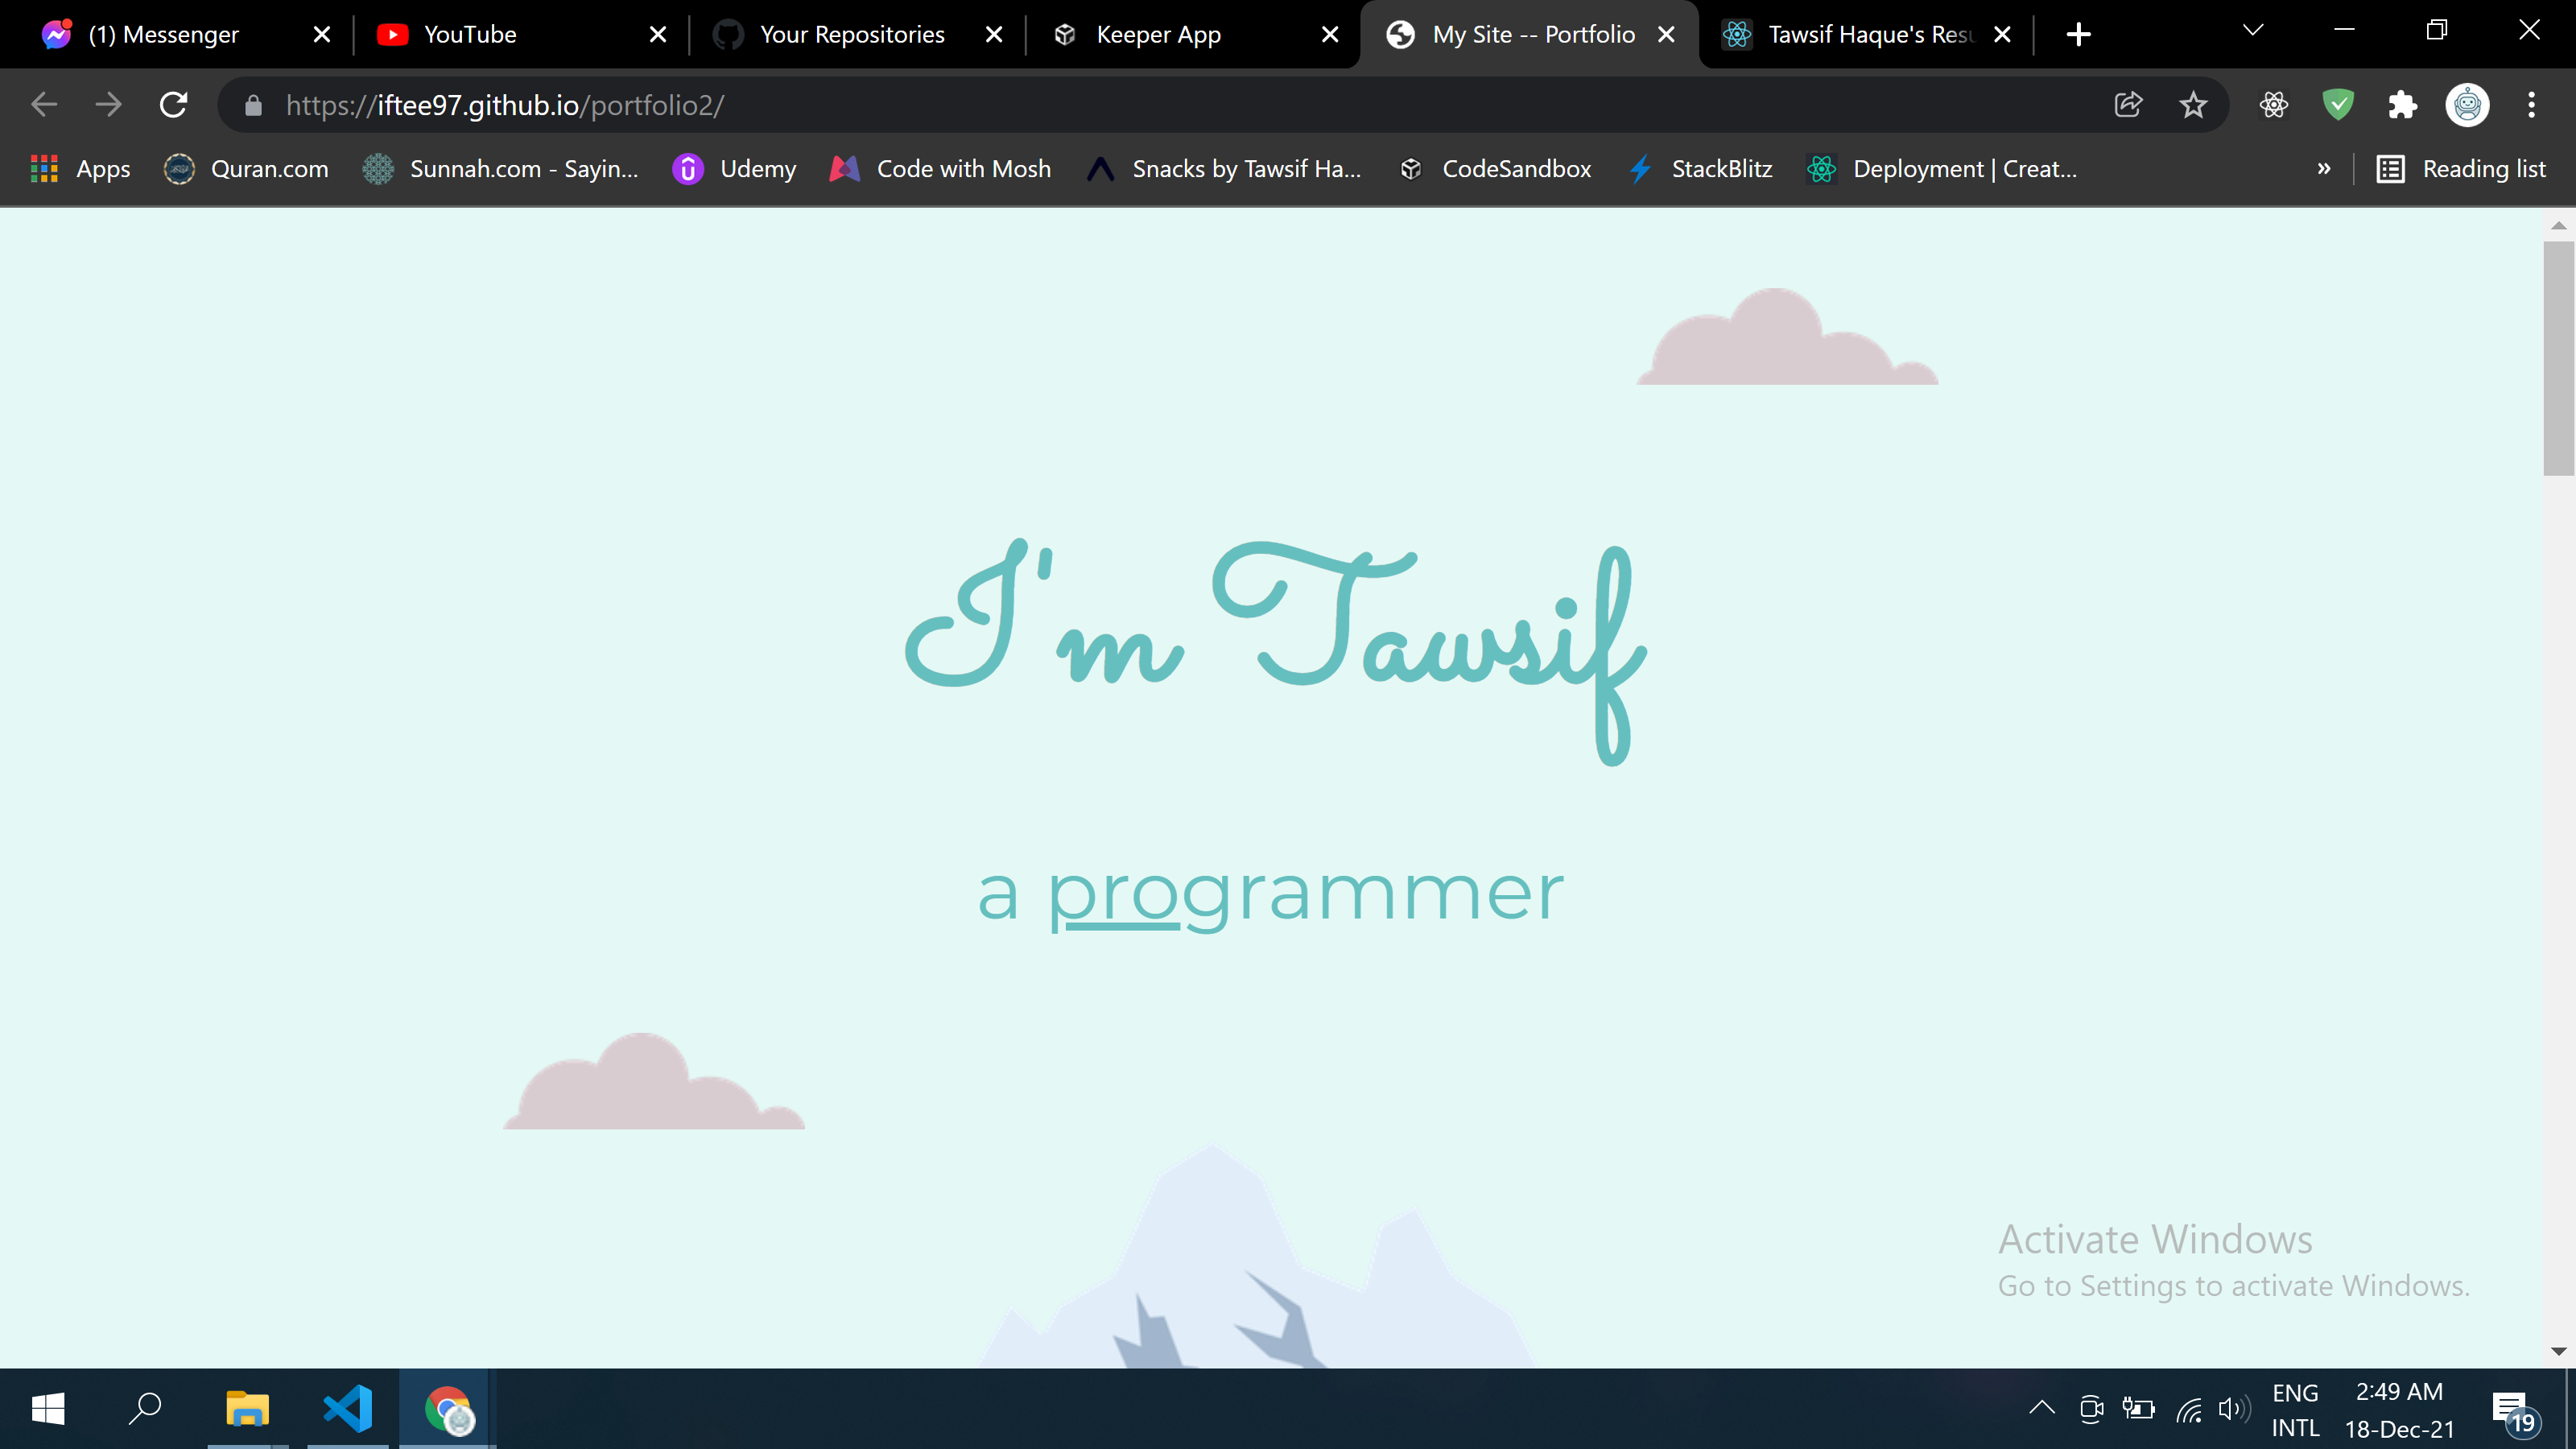 (1) Messenger
YouTube
Your Repositories
Keeper App
My Site -- Portfolio
Tawsif Haque's Resu
https://iftee97.github.io/portfolio2/
Apps
Quran.com
Sunnah.com - Sayin...
Udemy
Code with Mosh
Snacks by Tawsif Ha...
CodeSandbox
StackBlitz
Deployment | Creat...
»
Reading list
I'm Tawsif
a programmer
Activate Windows
Go to Settings to activate Windows.
ENG
INTL
2:49 AM
18-Dec-21
19